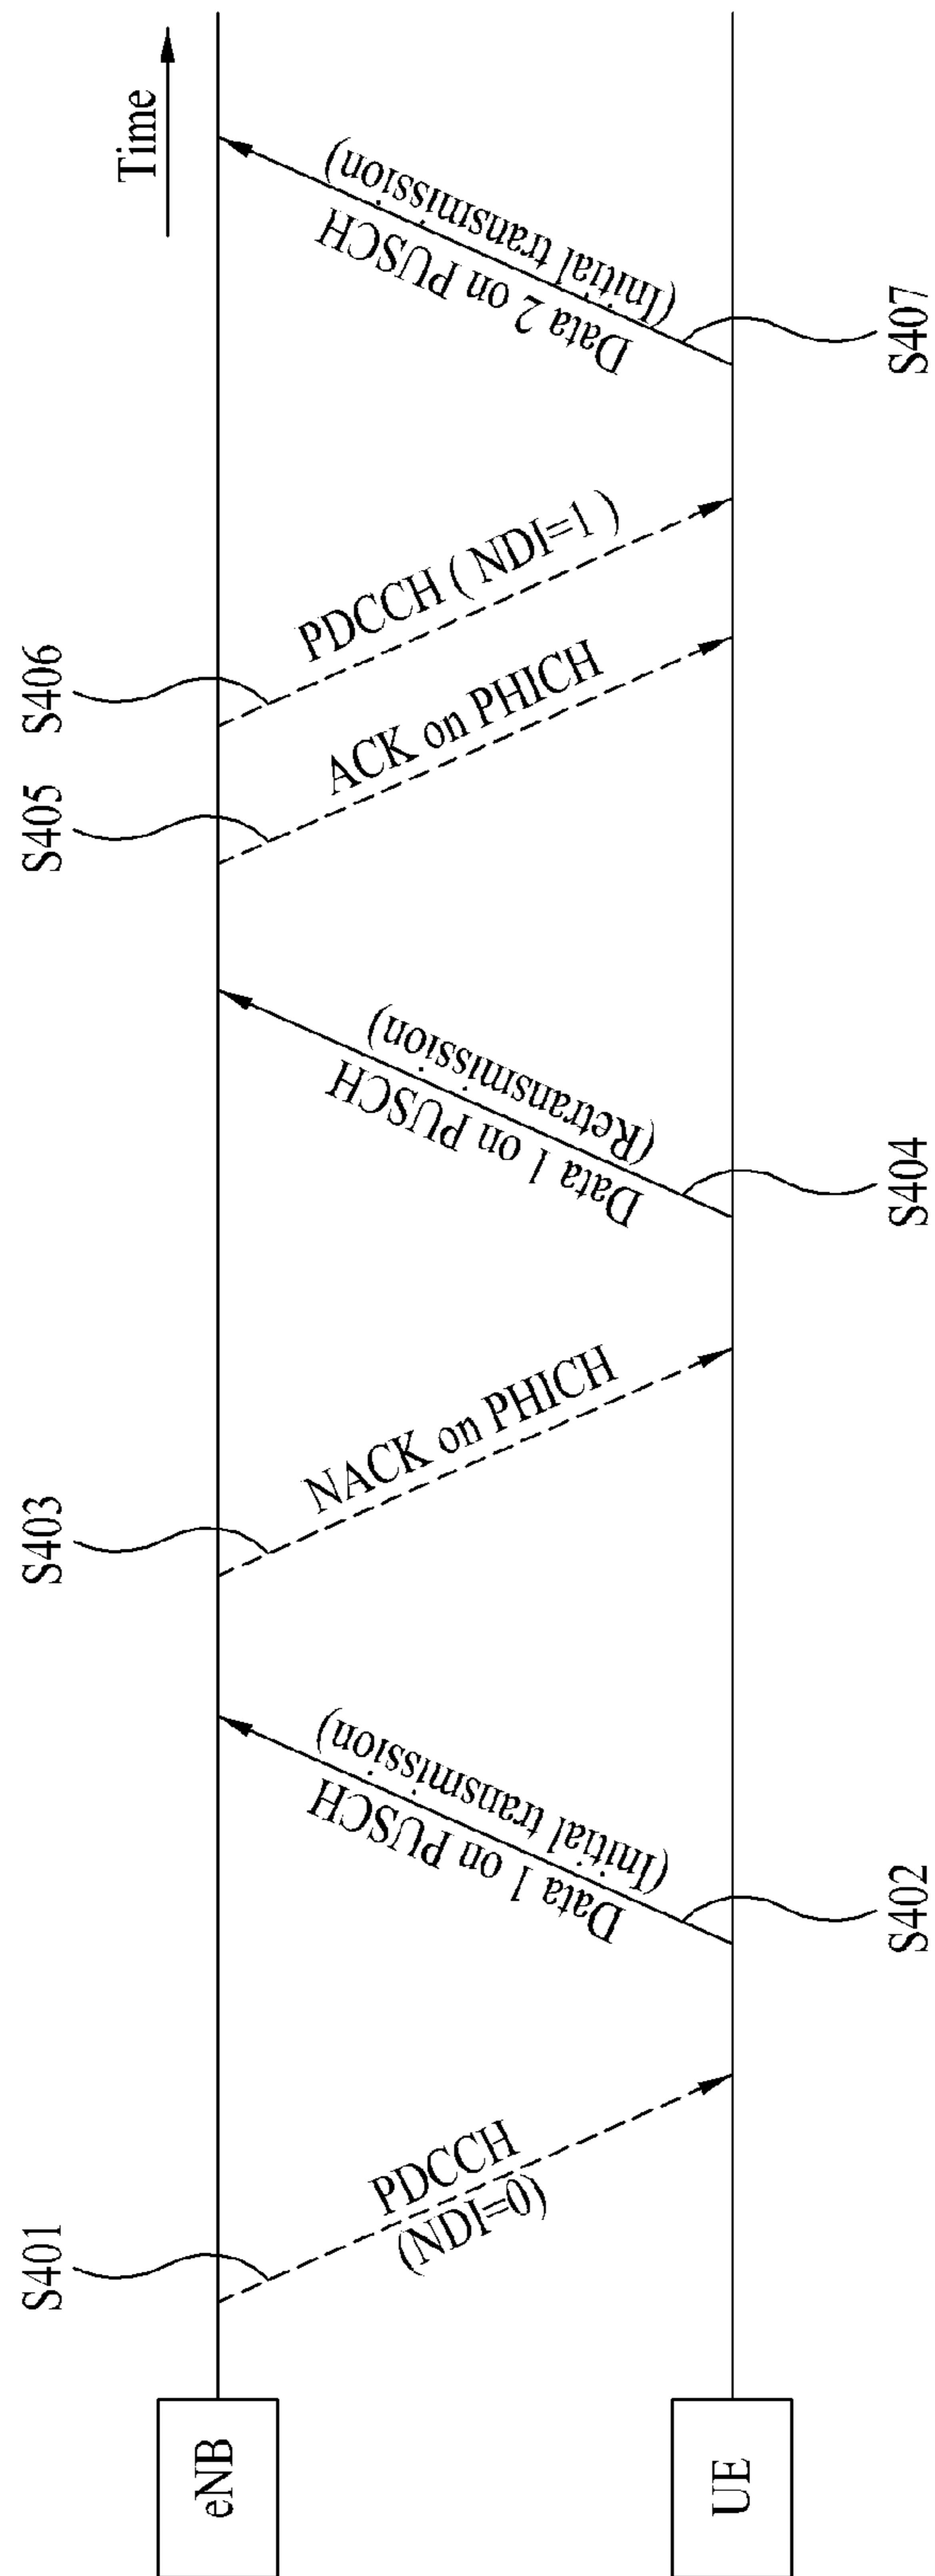 Time
eNB
UE
S401
PDCCH
(NDI=0)
Data 1 on PUSCH
(Initial transmission)
S402
S403
NACK on PHICH
Data 1 on PUSCH
(Retransmission)
S404
S405
ACK on PHICH
S406
PDCCH ( NDI=1 )
Data 2 on PUSCH
(Initial transmission)
S407